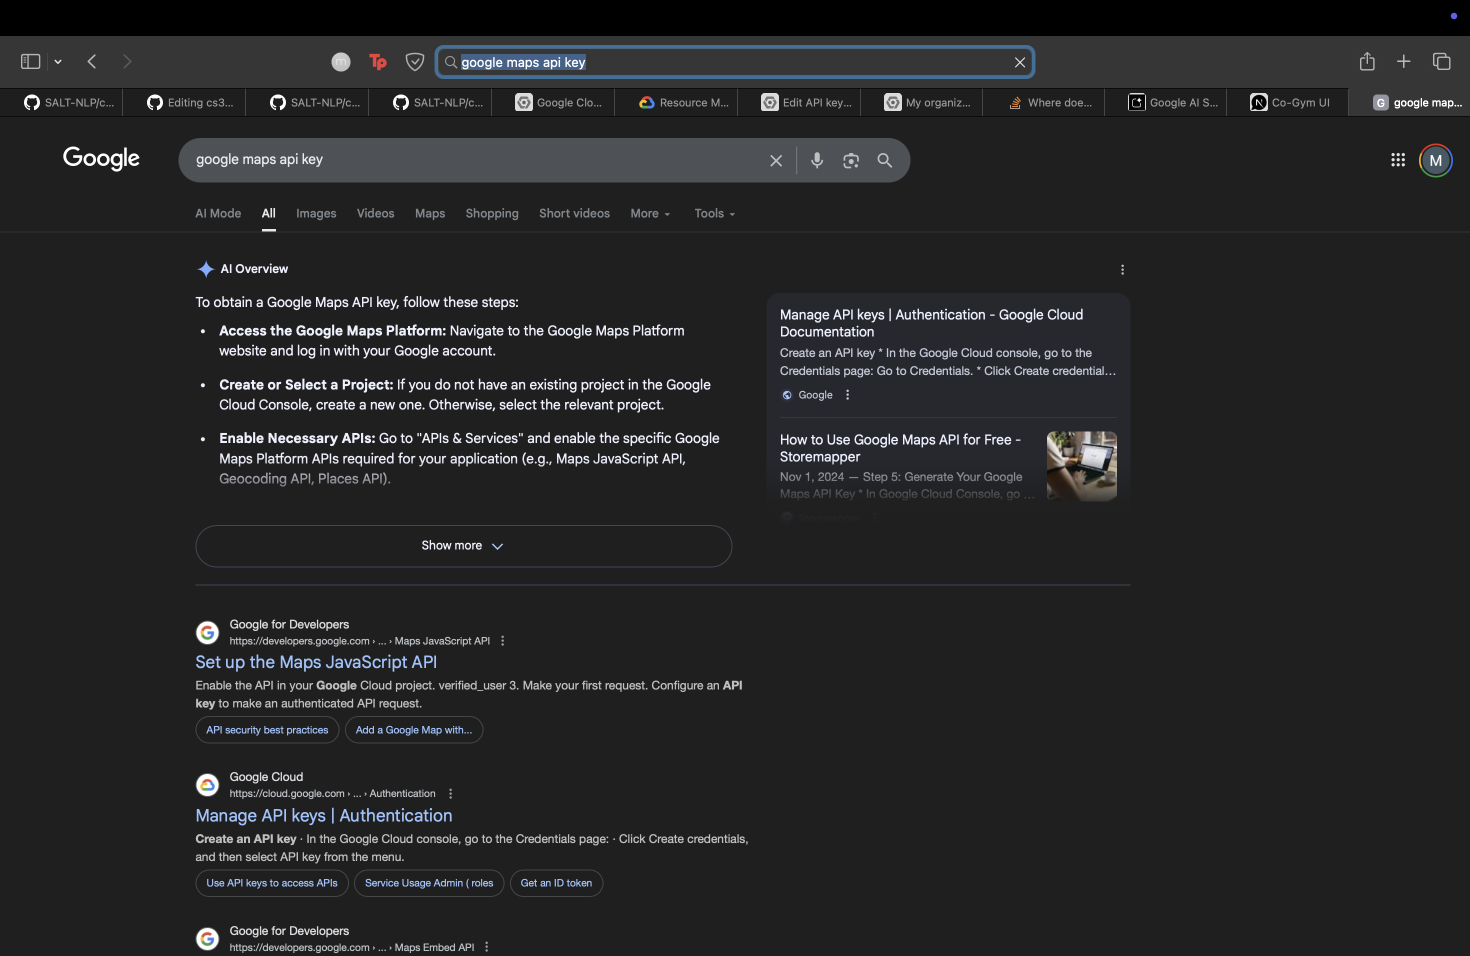 Tp
google maps api key
SALT-NLP/c...
Editing cs3...
SALT-NLP/c...
SALT-NLP/c...
Google Clo...
Resource M...
Edit API key...
My organiz...
Where doe...
Google AI S...
Co-Gym UI
G google map...
Google
google maps api key
M
AI Mode
All
Images
Videos
Maps
Shopping
Short videos
More
Tools
AI Overview
To obtain a Google Maps API key, follow these steps:
• Access the Google Maps Platform: Navigate to the Google Maps Platform
website and log in with your Google account.
• Create or Select a Project: If you do not have an existing project in the Google
Cloud Console, create a new one. Otherwise, select the relevant project.
• Enable Necessary APIs: Go to "APIs & Services" and enable the specific Google
Maps Platform APIs required for your application (e.g., Maps JavaScript API,
Geocoding API, Places API).
Show more
Manage API keys | Authentication - Google Cloud
Documentation
Create an API key * In the Google Cloud console, go to the
Credentials page: Go to Credentials. * Click Create credential...
Google
How to Use Google Maps API for Free -
Storemapper
Nov 1, 2024 — Step 5: Generate Your Google
Maps API Key * In Google Cloud Console, go ...
Google for Developers
https://developers.google.com › ... › Maps JavaScript API
Set up the Maps JavaScript API
Enable the API in your Google Cloud project. verified_user 3. Make your first request. Configure an API
key to make an authenticated API request.
API security best practices
Add a Google Map with...
Google Cloud
https://cloud.google.com › ... › Authentication
Manage API keys | Authentication
Create an API key · In the Google Cloud console, go to the Credentials page: · Click Create credentials,
and then select API key from the menu.
Use API keys to access APIs
Service Usage Admin ( roles
Get an ID token
Google for Developers
https://developers.google.com › ... › Maps Embed API